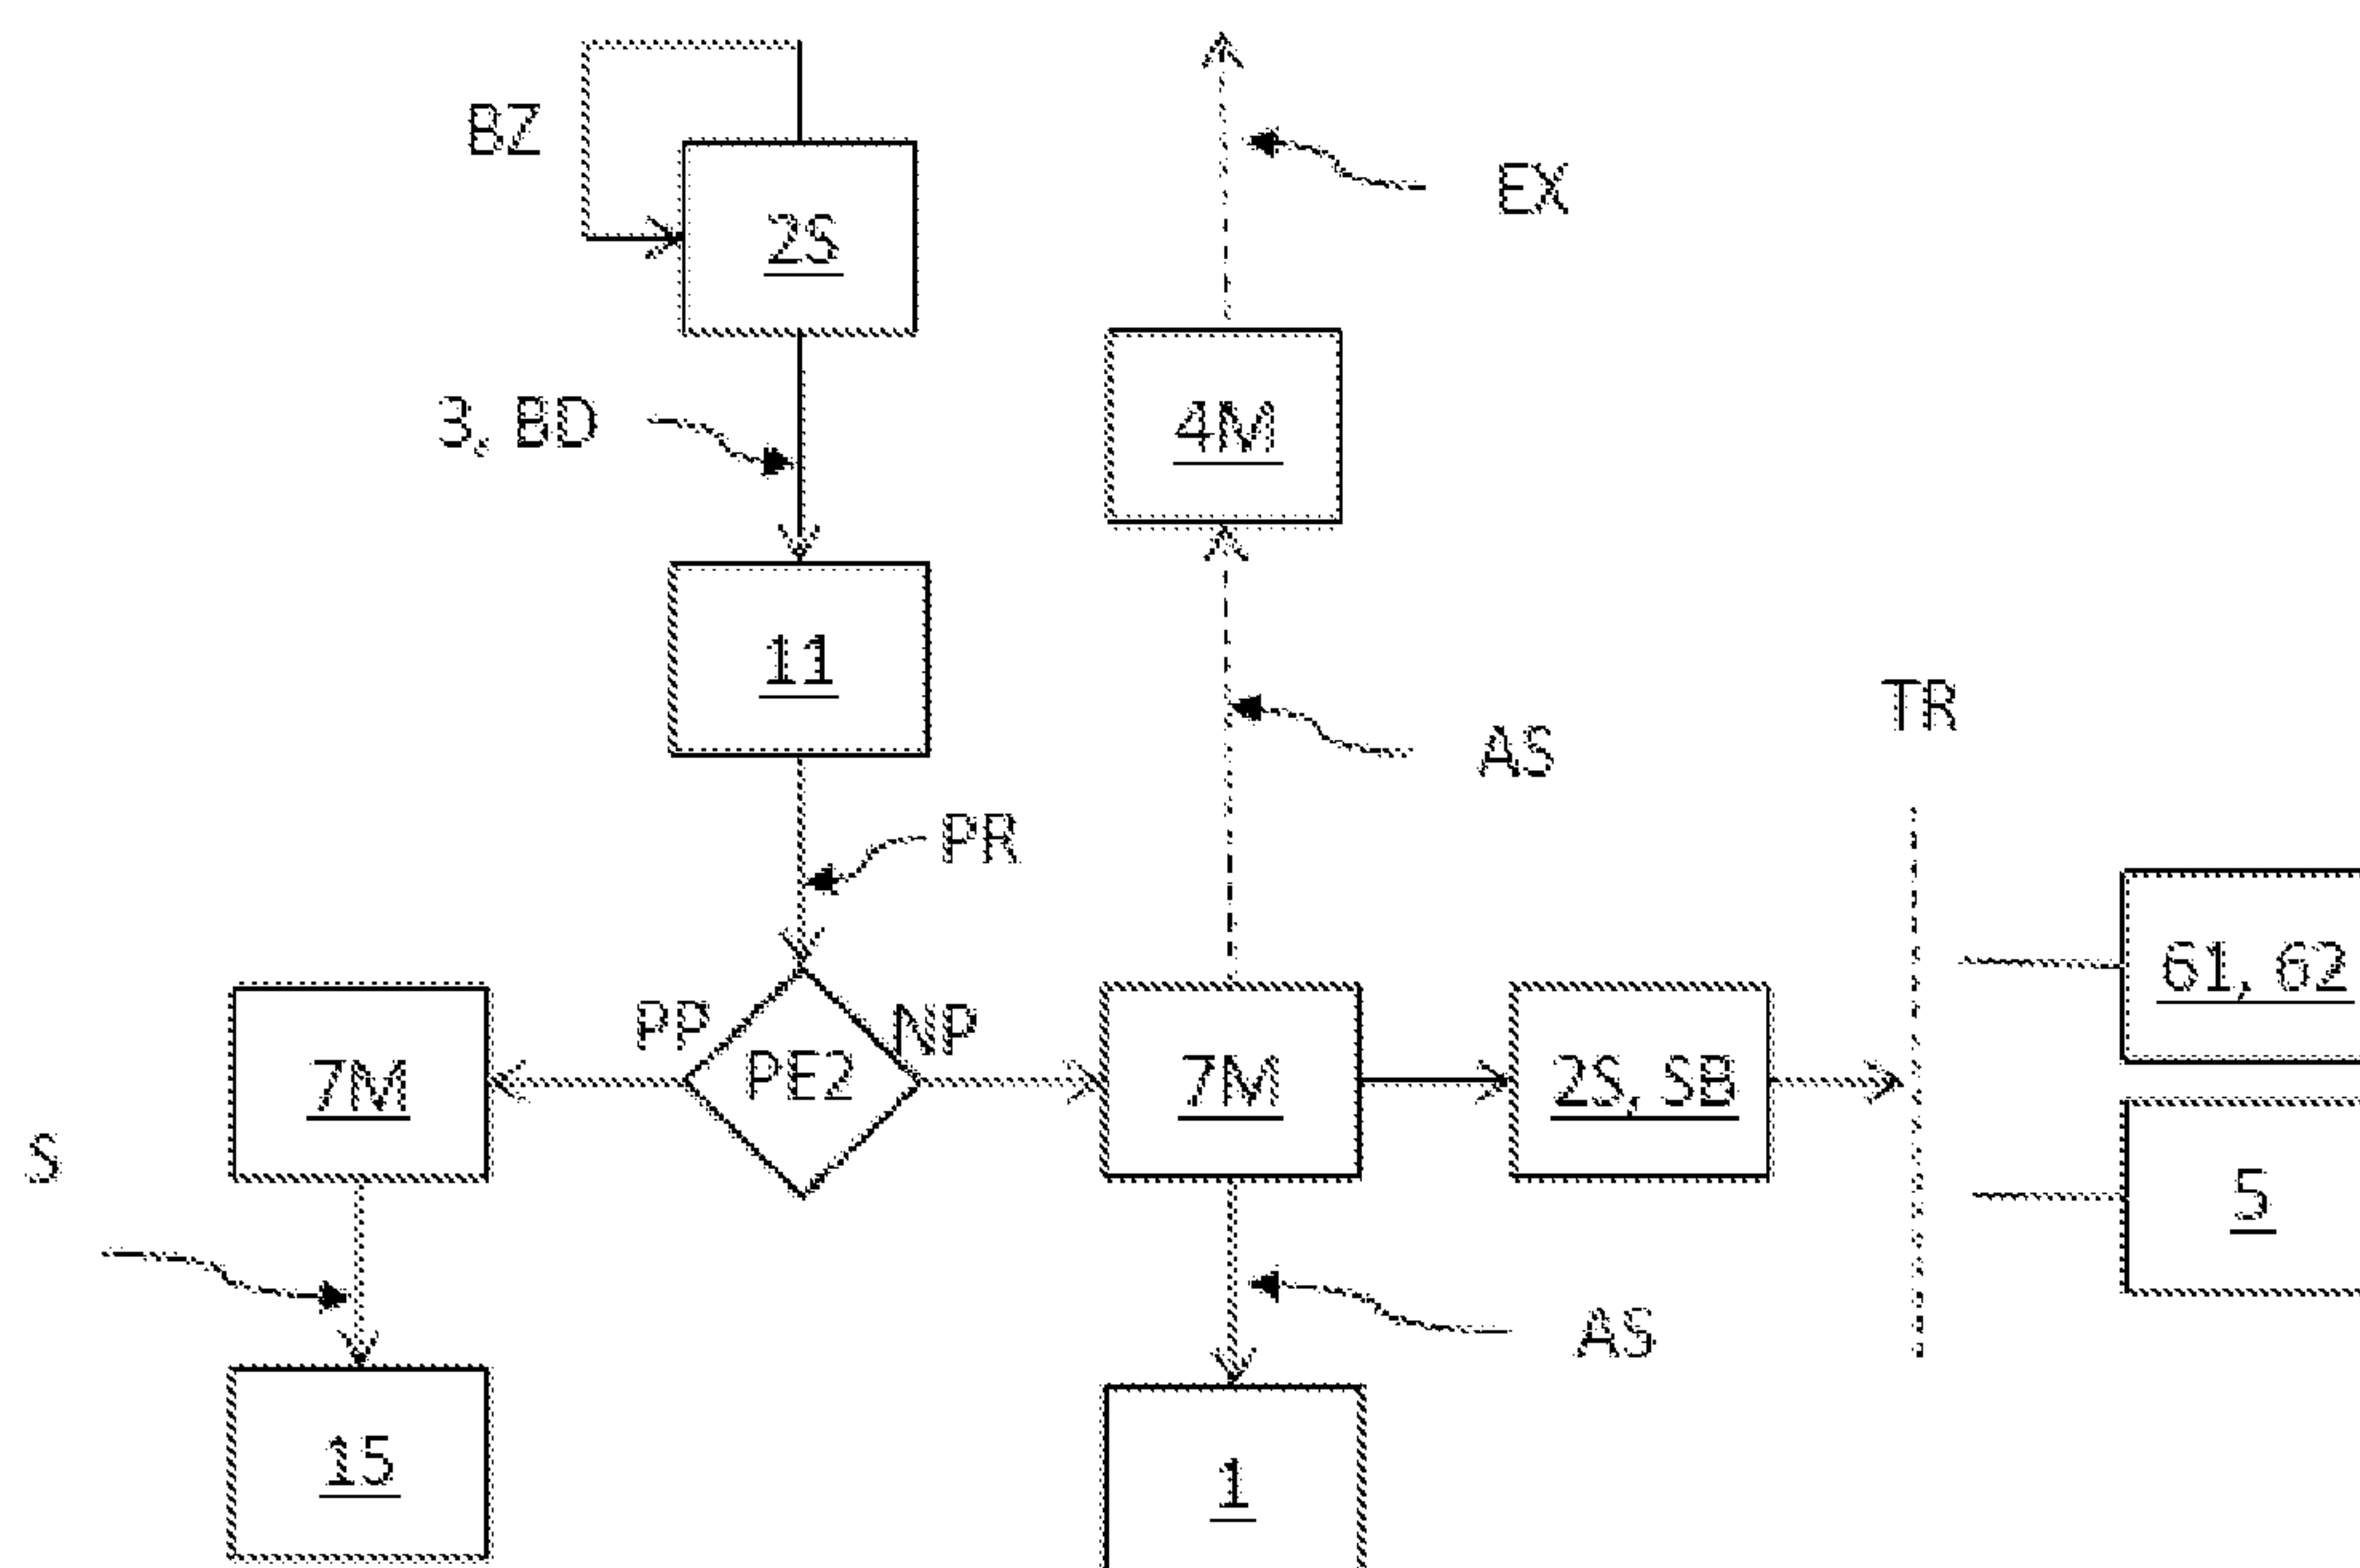 BZ
EX
2S
3, BD
4M
11
TR
AS
PR
61, 62
PP
NP
PE2
7M
7M
2S, SB
S
5
AS
15
1